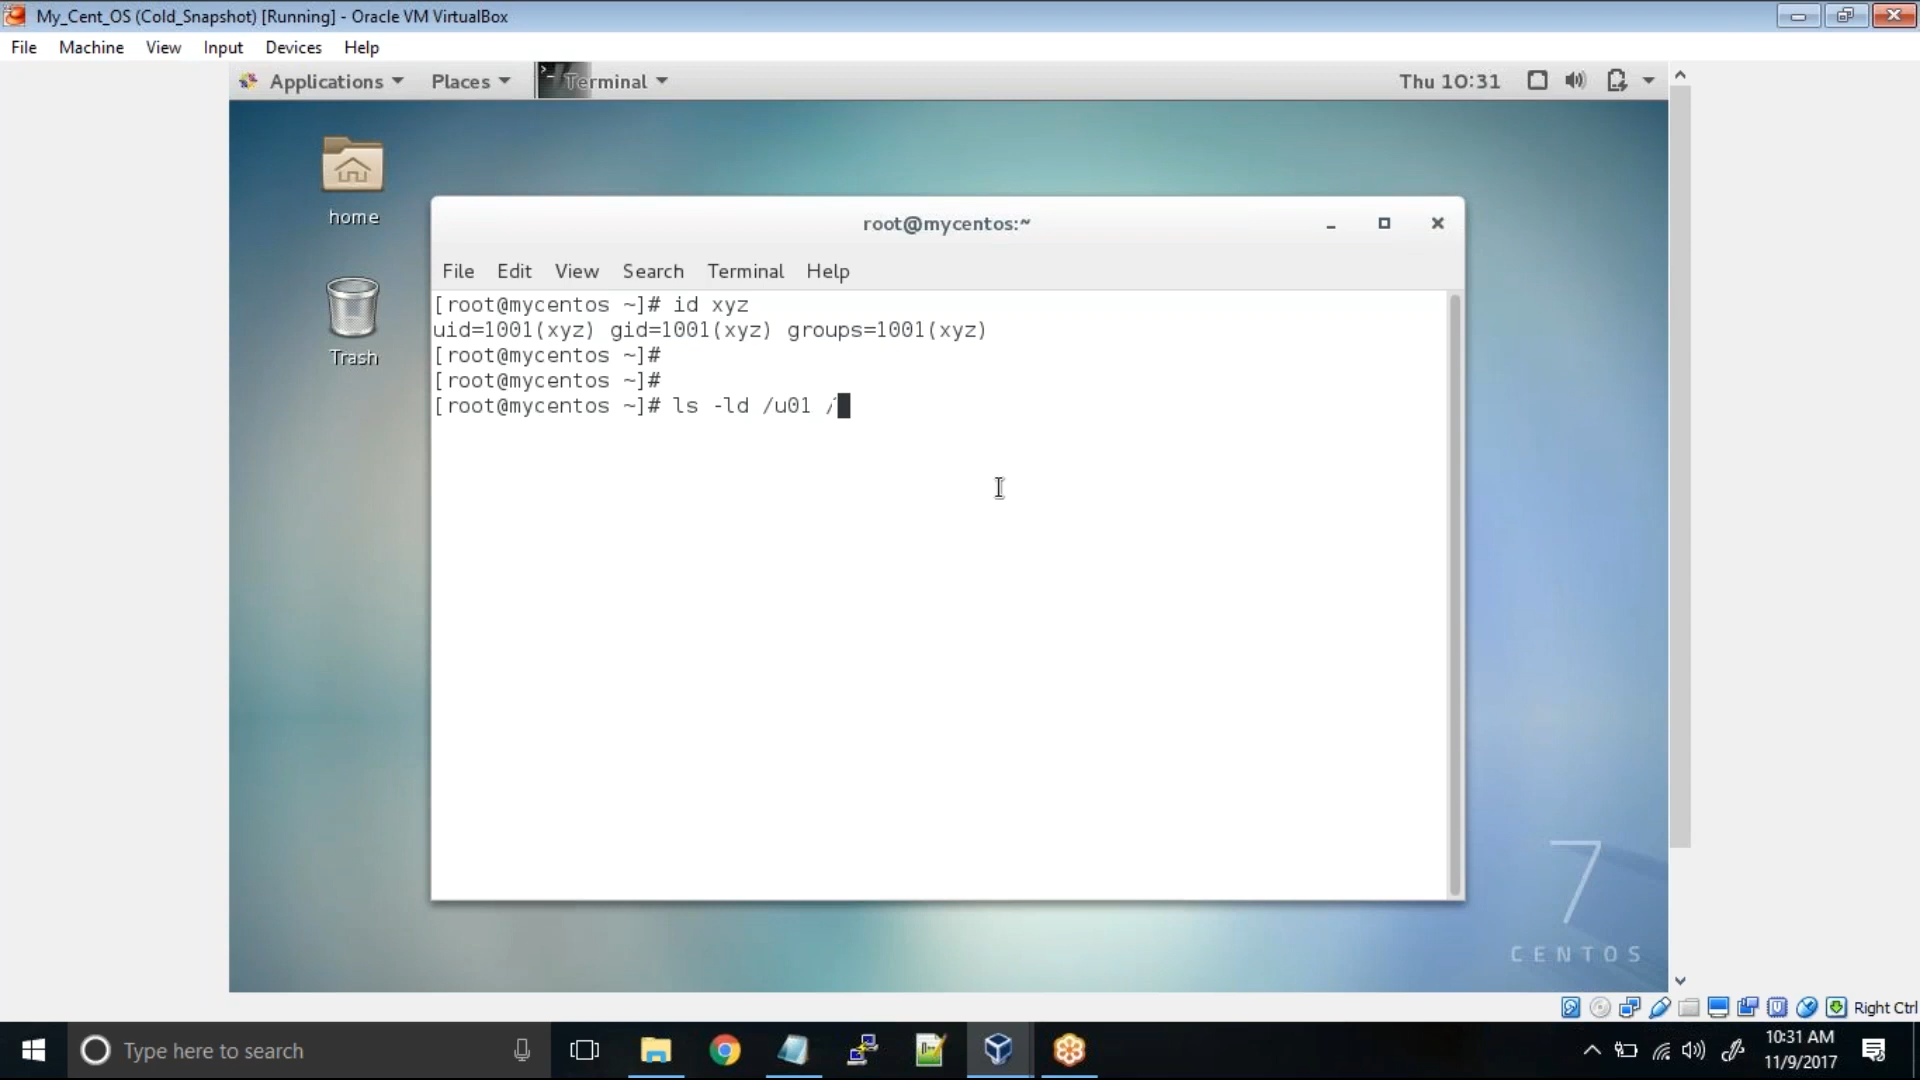 My_Cent_OS (Cold_Snapshot) [Running] - Oracle VM VirtualBox
File Machine View Input Devices Help
Applications Places Terminal Thu 10:31
home
Trash
root@mycentos:~
File Edit View Search Terminal Help
[root@mycentos ~]# id xyz
uid=1001(xyz) gid=1001(xyz) groups=1001(xyz)
[root@mycentos ~]#
[root@mycentos ~]#
[root@mycentos ~]# ls -ld /u01 /
7
CENTOS
Right Ctrl
Type here to search
10:31 AM
11/9/2017